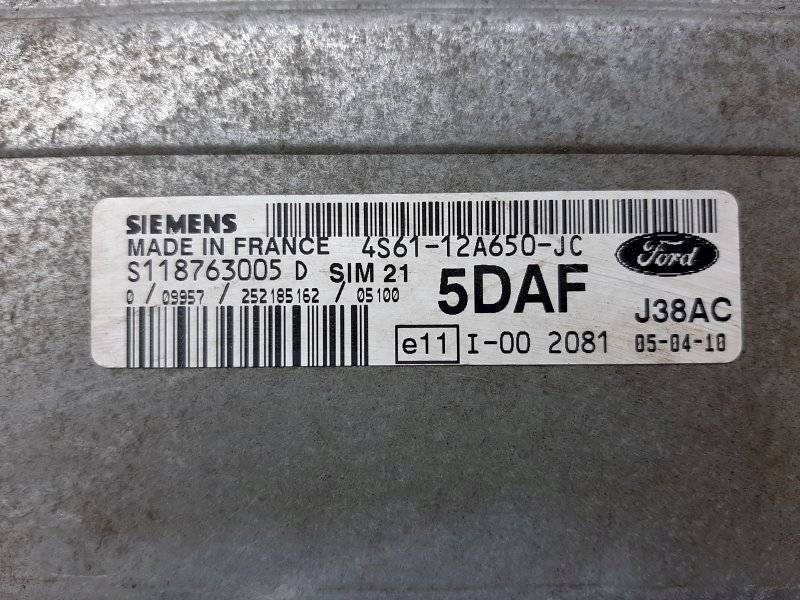 SIEMENS
MADE IN FRANCE 4S61-12A650-JC
S118763005 D SIM 21 5DAF Ford
0 / 09957 / 252185162 / 05100 J38AC
e11 I-00 2081 05-04-10